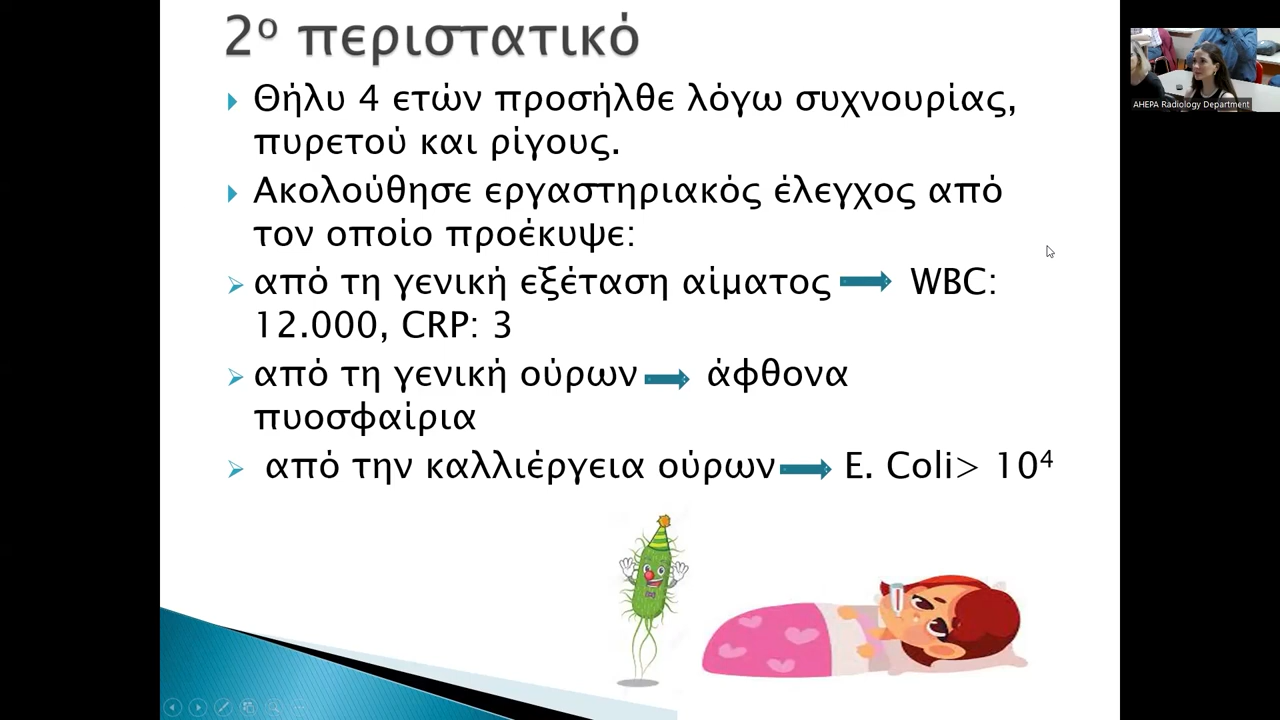 2ο περιστατικό
Θήλυ 4 ετών προσήλθε λόγω συχνουρίας,
πυρετού και ρίγους.
Ακολούθησε εργαστηριακός έλεγχος από
τον οποίο προέκυψε:
από τη γενική εξέταση αίματος WBC:
12.000, CRP: 3
από τη γενική ούρων άφθονα
πυοσφαίρια
από την καλλιέργεια ούρων E. Coli> 10⁴
AHEPA Radiology Department